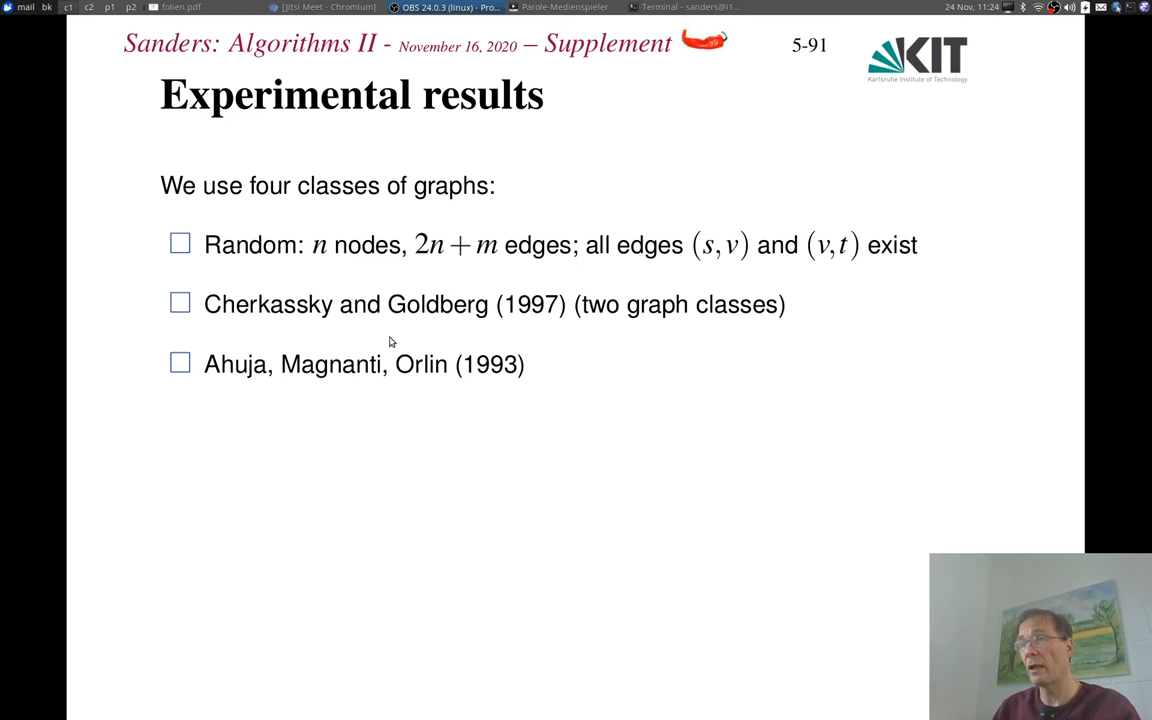 mail bk c1 c2 p1 p2 folien.pdf [Jitsi Meet - Chromium] OBS 24.0.3 (linux) - Pro... Parole-Medienspieler Terminal - sanders@i1... 24 Nov, 11:24
Sanders: Algorithms II - November 16, 2020 – Supplement 5-91
KIT
Karlsruhe Institute of Technology
Experimental results
We use four classes of graphs:
Random: n nodes, 2n + m edges; all edges (s, v) and (v, t) exist
Cherkassky and Goldberg (1997) (two graph classes)
Ahuja, Magnanti, Orlin (1993)